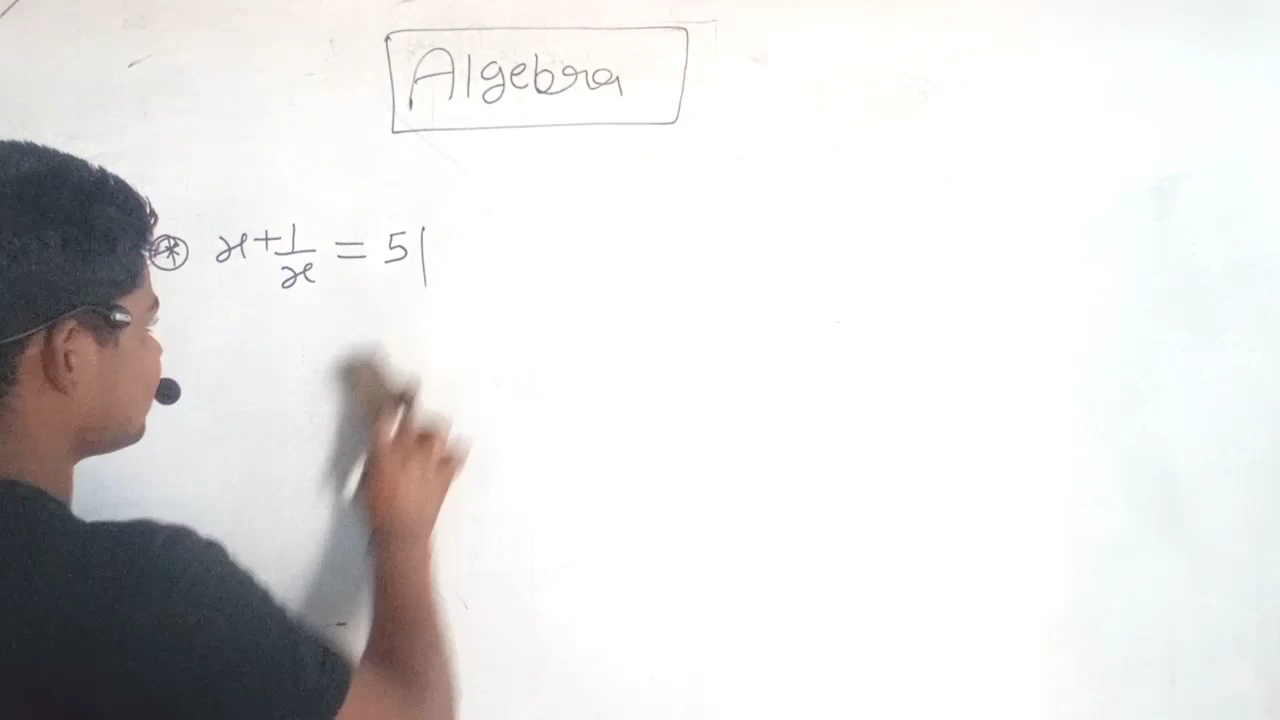 Algebra
⊛ x + 1/x = 5|